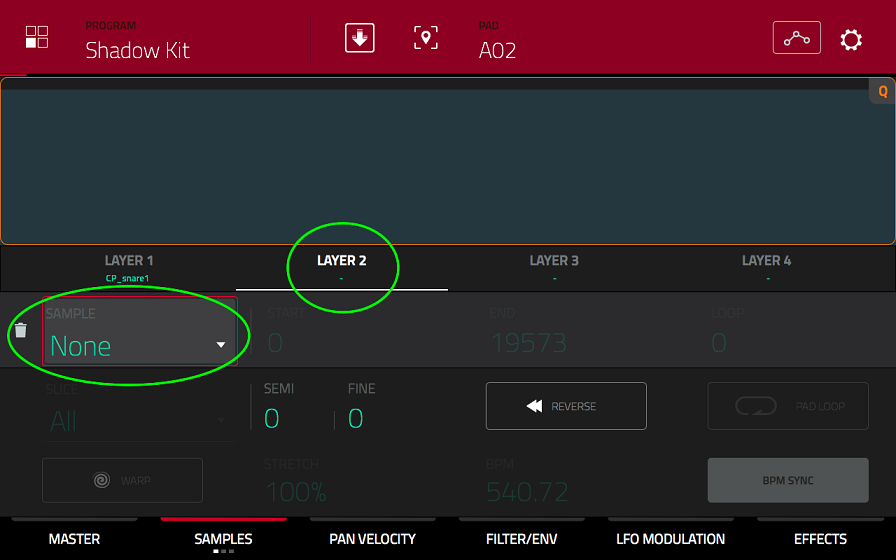 PROGRAM
Shadow Kit
PAD
A02
Q
LAYER 1
CP_snare1
LAYER 2
-
LAYER 3
-
LAYER 4
-
SAMPLE
None
START
0
END
19573
LOOP
0
SLICE
All
SEMI
0
FINE
0
REVERSE
PAD LOOP
WARP
STRETCH
100%
BPM
540.72
BPM SYNC
MASTER
SAMPLES
PAN VELOCITY
FILTER/ENV
LFO MODULATION
EFFECTS